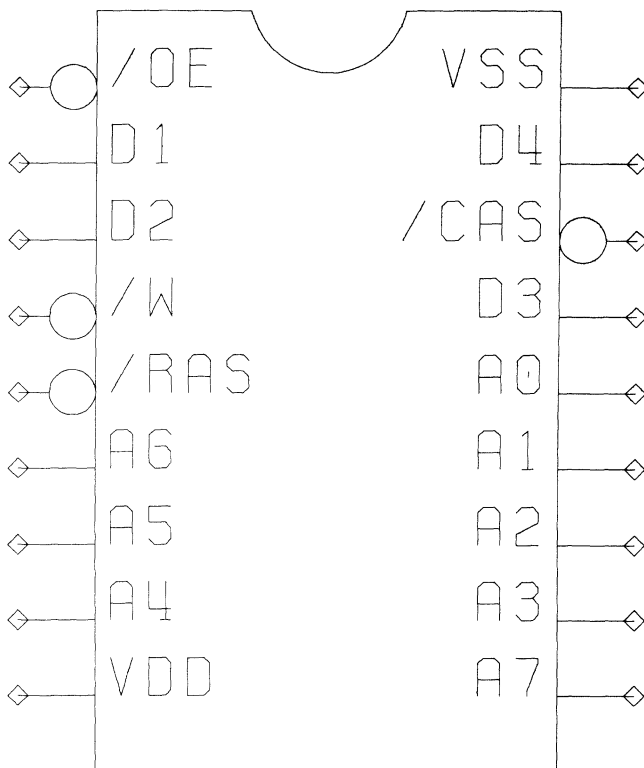 /OE VSS
D1 D4
D2 /CAS
/W D3
/RAS A0
A6 A1
A5 A2
A4 A3
VDD A7